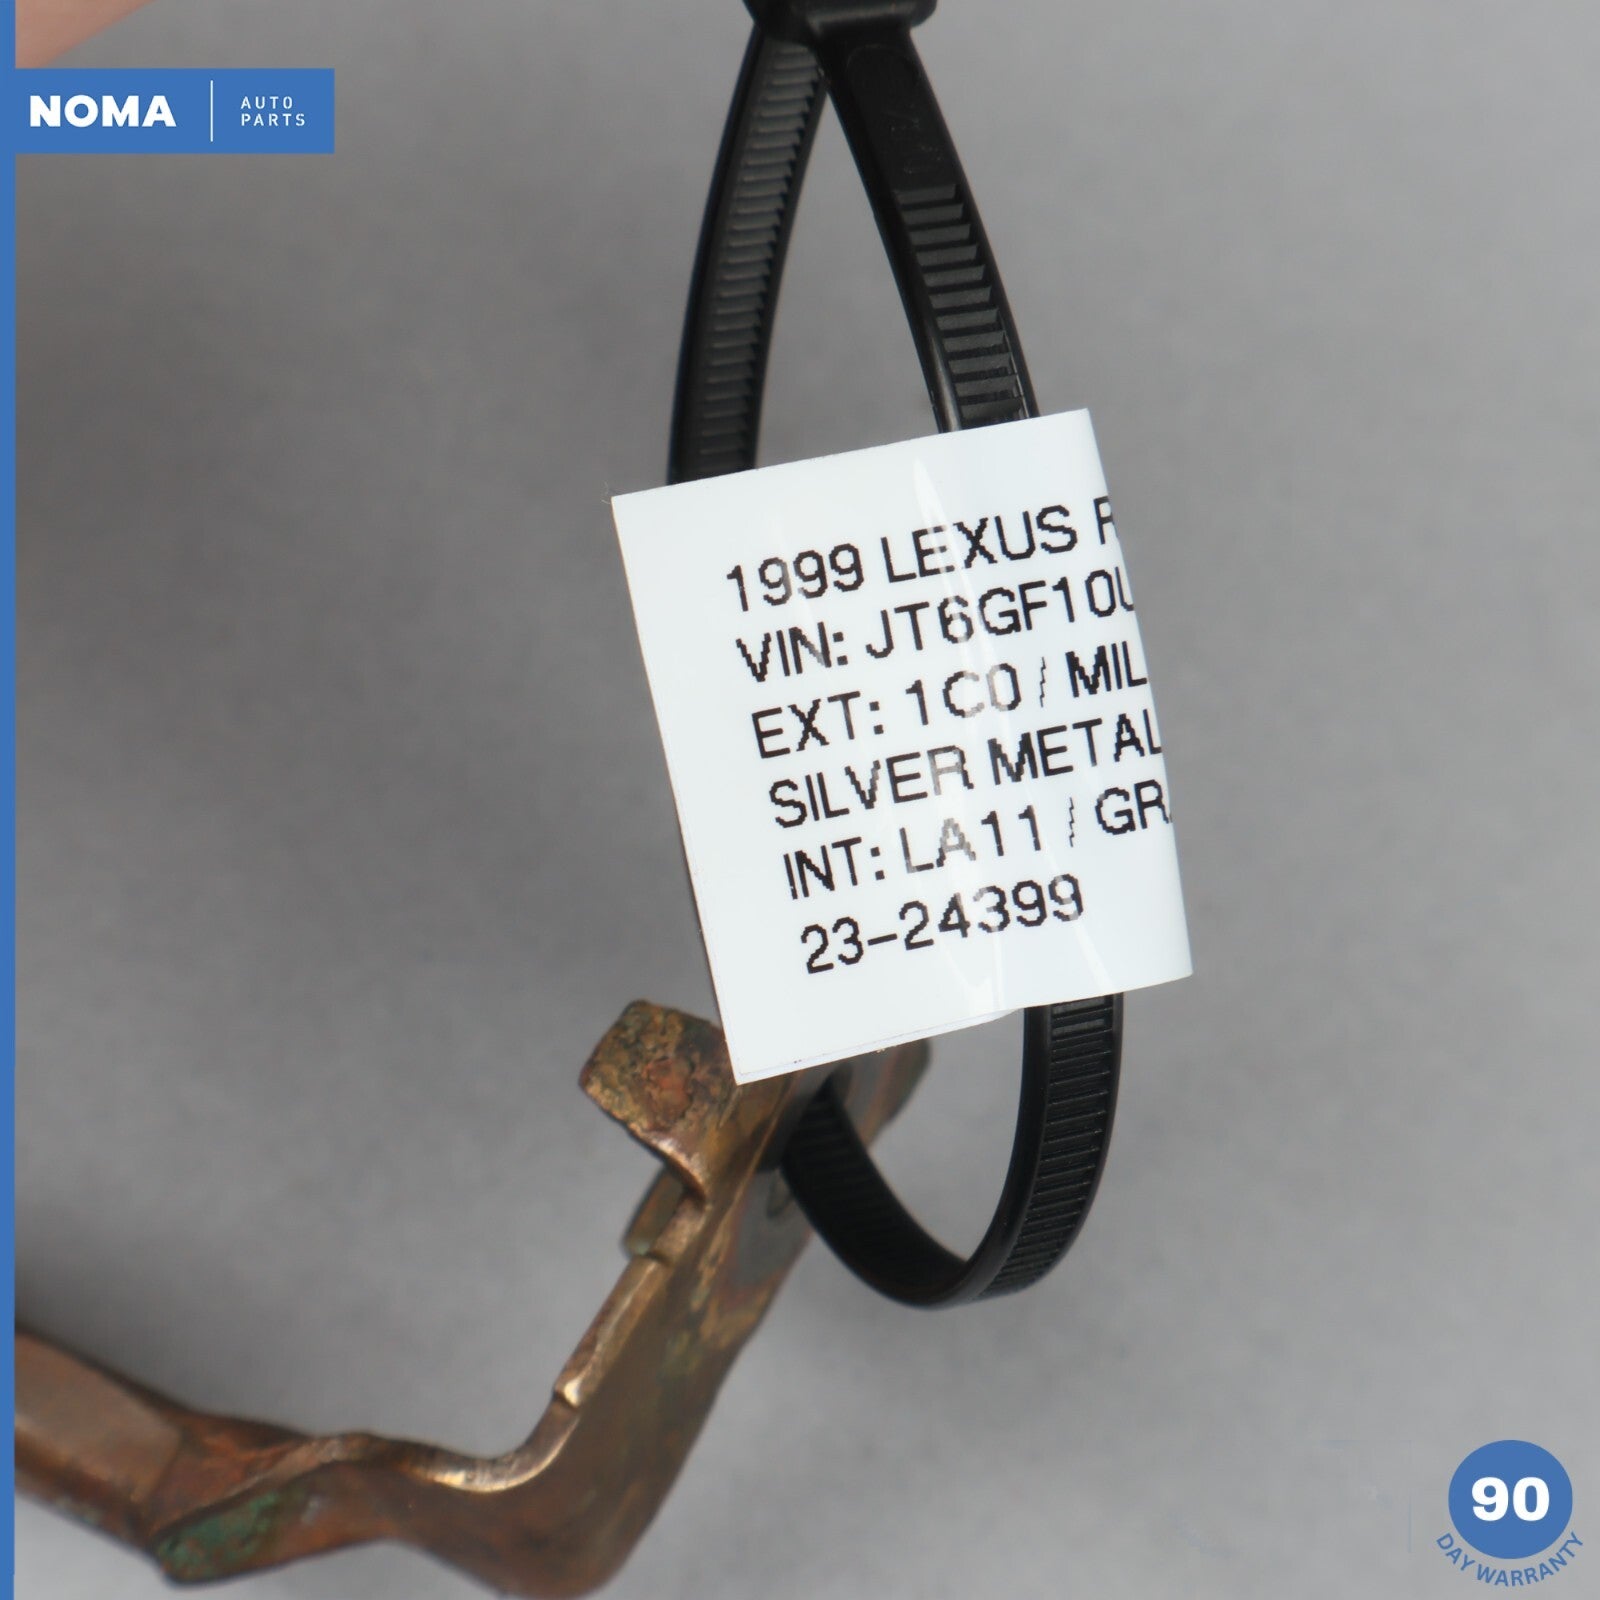 NOMA
AUTO
PARTS
1999 LEXUS R
VIN: JT6GF10U
EXT: 1C0 / MIL
SILVER METAL
INT: LA11 / GRA
23-24399
90
DAY WARRANTY